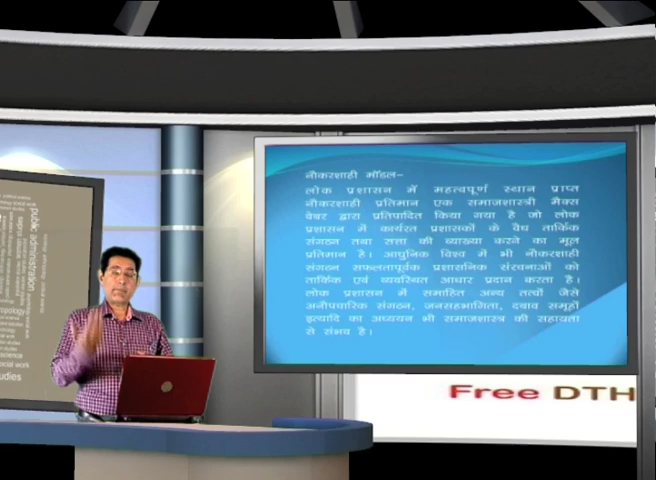 नौकरशाही मॉडल–
लोक प्रशासन में महत्वपूर्ण स्थान प्राप्त
नौकरशाही प्रतिमान एक समाजशास्त्री मैक्स
वेबर द्वारा प्रतिपादित किया गया है जो लोक
प्रशासन में कार्यरत प्रशासकों के वैध तार्किक
संगठन तथा सत्ता की व्याख्या करने का मूल
प्रतिमान है। आधुनिक विश्व में भी नौकरशाही
संगठन सफलतापूर्वक प्रशासनिक संरचनाओं को
तार्किक एवं व्यवस्थित आधार प्रदान करता है।
लोक प्रशासन में समाहित अन्य तत्वों जैसे
अनौपचारिक संगठन, जनसहभागिता, दबाव समूहों
इत्यादि का अध्ययन भी समाजशास्त्र की सहायता
से संभव है।
Free DTH
public administration
social work